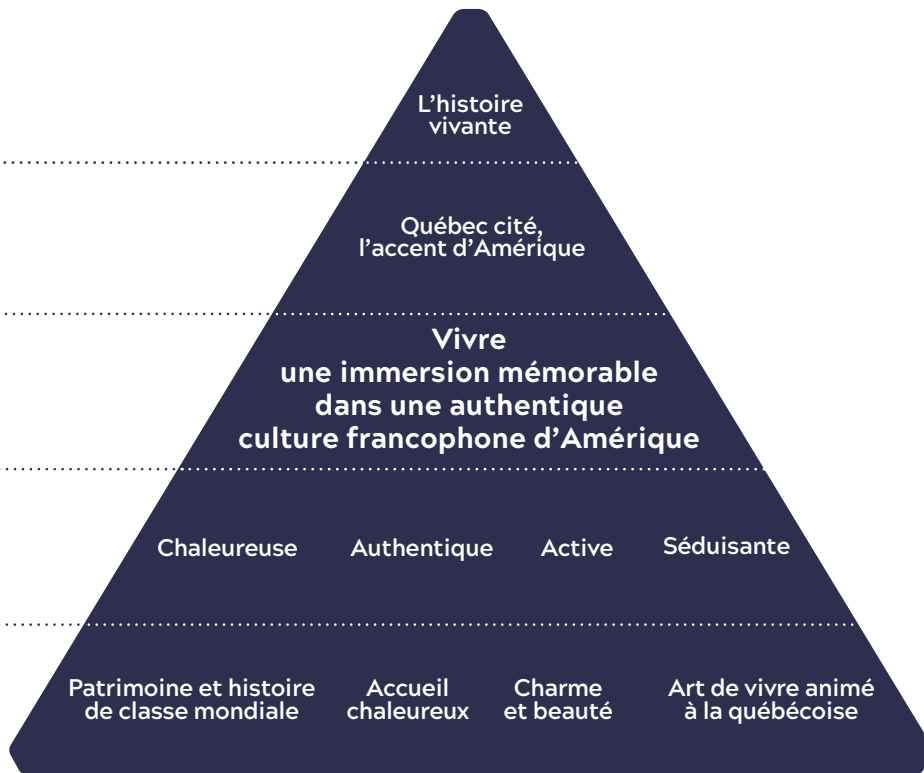 L’histoire
vivante
Québec cité,
l’accent d’Amérique
Vivre
une immersion mémorable
dans une authentique
culture francophone d’Amérique
Chaleureuse Authentique Active Séduisante
Patrimoine et histoire
de classe mondiale
Accueil
chaleureux
Charme
et beauté
Art de vivre animé
à la québécoise